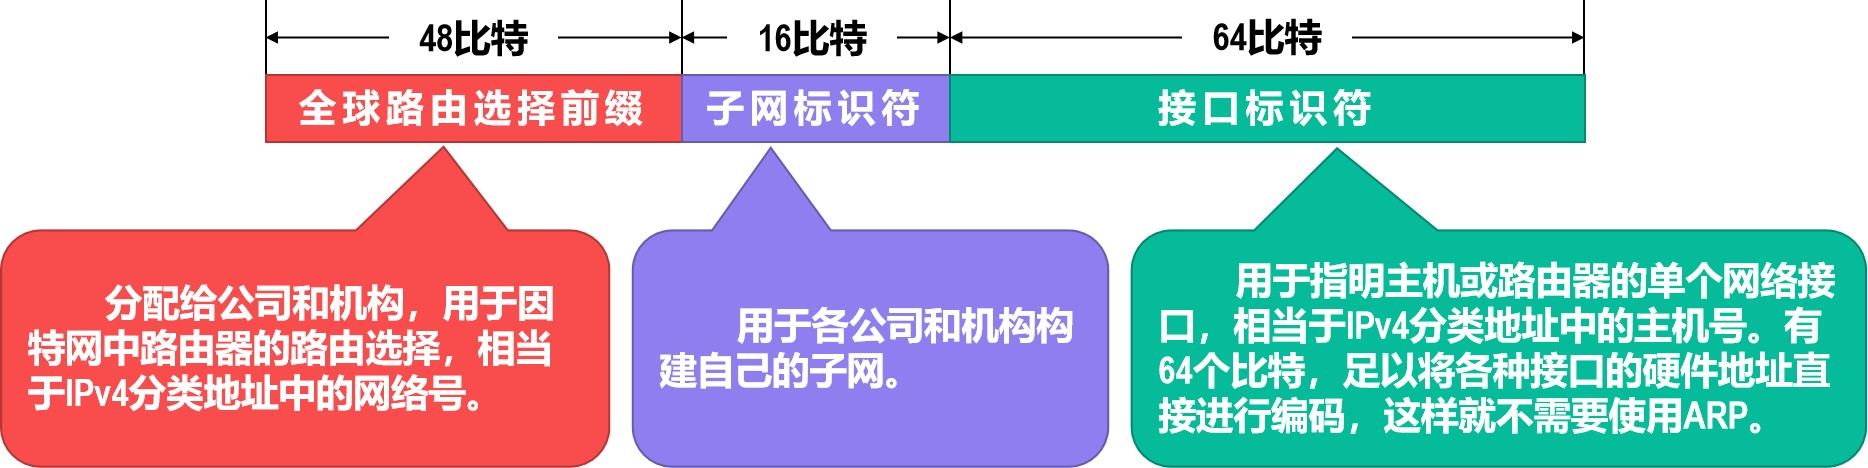 48比特 16比特 64比特
全球路由选择前缀 子网标识符 接口标识符
分配给公司和机构，用于因
特网中路由器的路由选择，相当
于IPv4分类地址中的网络号。
用于各公司和机构构
建自己的子网。
用于指明主机或路由器的单个网络接
口，相当于IPv4分类地址中的主机号。有
64个比特，足以将各种接口的硬件地址直
接进行编码，这样就不需要使用ARP。